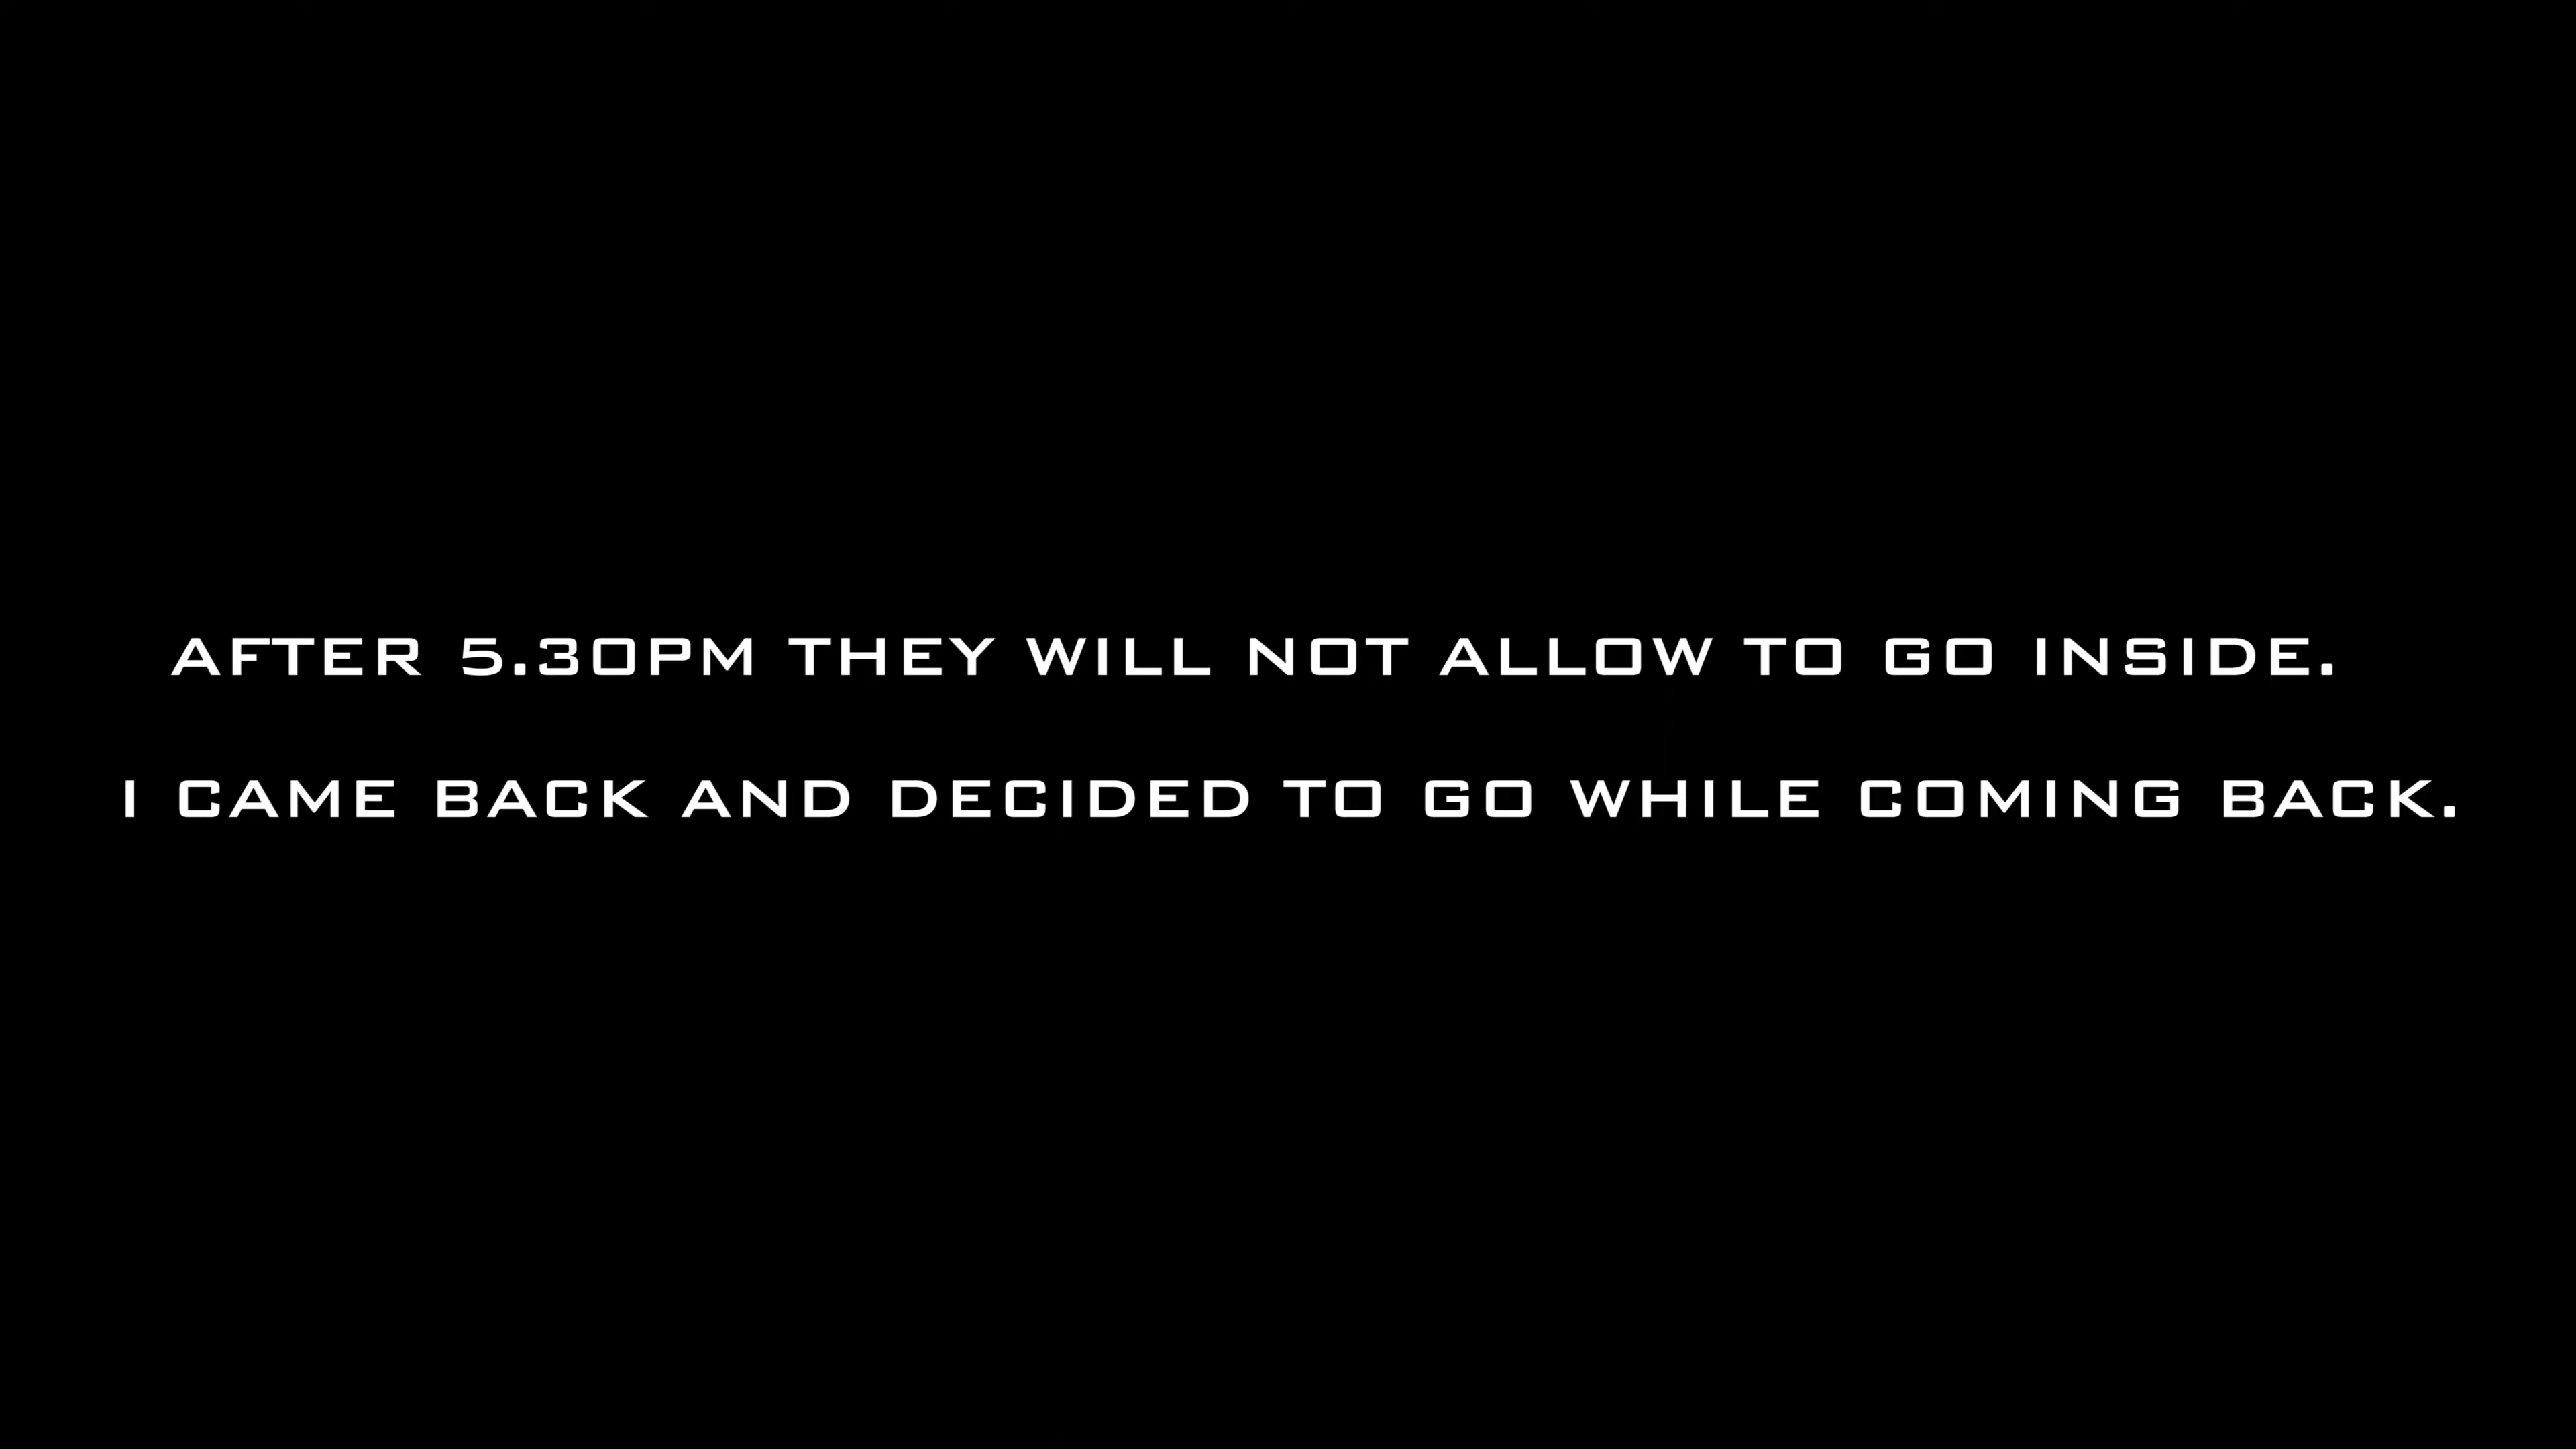 AFTER 5.30PM THEY WILL NOT ALLOW TO GO INSIDE.
I CAME BACK AND DECIDED TO GO WHILE COMING BACK.